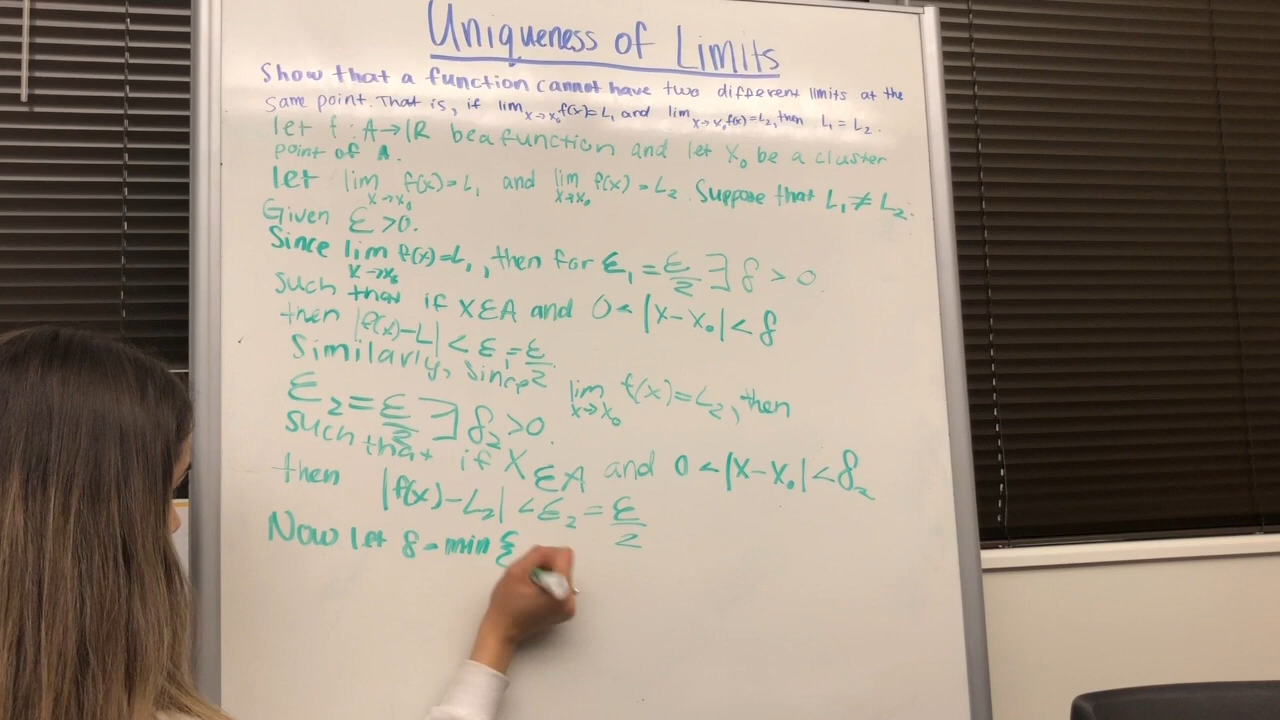 Uniqueness of Limits
Show that a function cannot have two different limits at the
same point. That is, if lim x→x₀ f(x)=L₁ and lim x→x₀ f(x)=L₂, then L₁ = L₂.
let f : A→ℝ be a function and let x₀ be a cluster
point of A.
let lim x→x₀ f(x)=L₁ and lim x→x₀ f(x)=L₂. Suppose that L₁≠L₂.
Given ε>0.
Since lim x→x₀ f(x)=L₁, then for ε₁=ε/2 ∃ δ>0
such that if x∈A and 0<|x-x₀|<δ
then |f(x)-L|<ε₁=ε/2
Similarly, since lim x→x₀ f(x)=L₂, then
ε₂=ε/2 ∃ δ₂>0.
such that if x∈A and 0<|x-x₀|<δ₂
then |f(x)-L₂|<ε₂=ε/2
Now let δ=min{